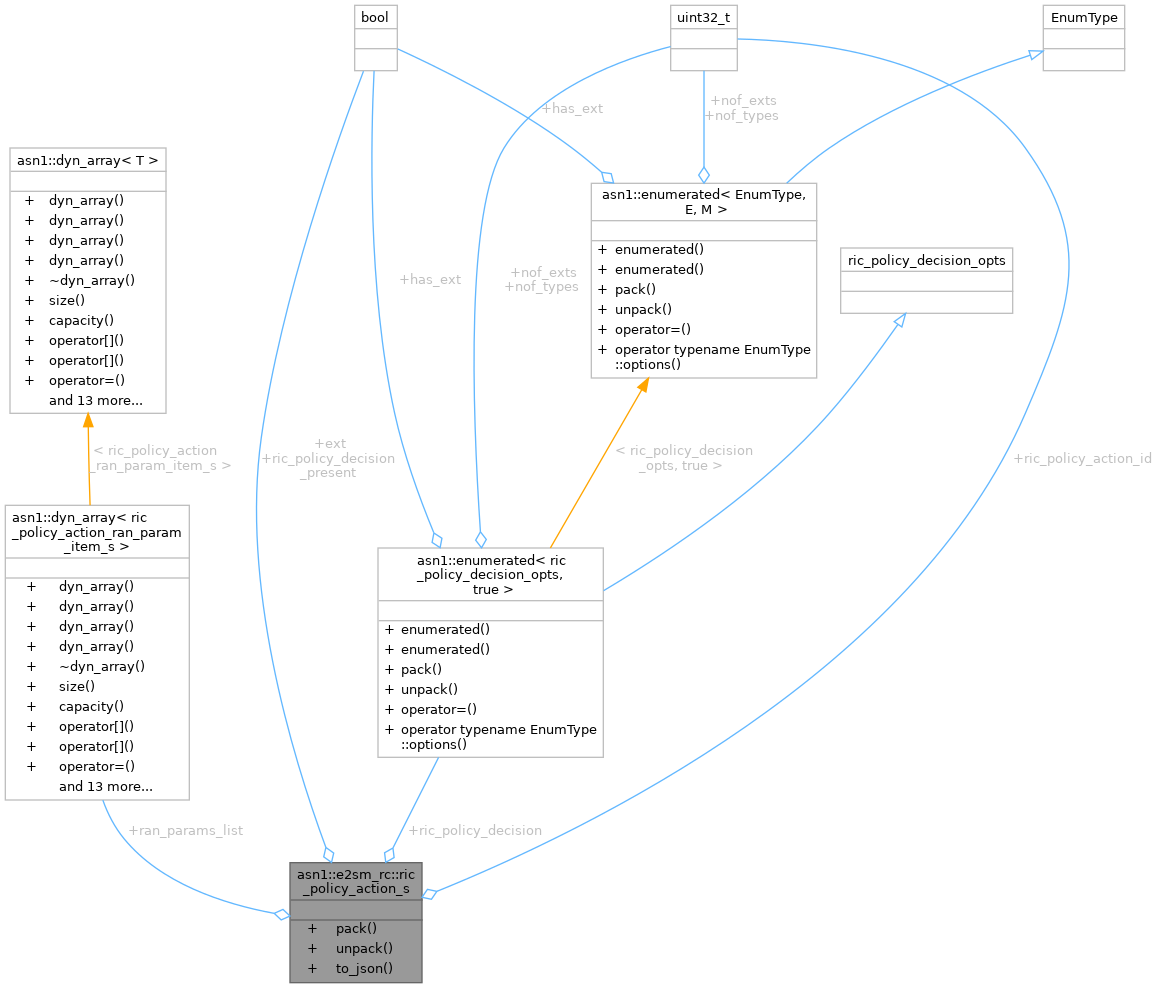 bool
uint32_t
EnumType
+has_ext
+nof_exts
+nof_types
asn1::dyn_array< T >
+ dyn_array()
+ dyn_array()
+ dyn_array()
+ dyn_array()
+ ~dyn_array()
+ size()
+ capacity()
+ operator[]()
+ operator[]()
+ operator=()
and 13 more...
asn1::enumerated< EnumType,
E, M >
+ enumerated()
+ enumerated()
+ pack()
+ unpack()
+ operator=()
+ operator typename EnumType
::options()
ric_policy_decision_opts
+has_ext
+nof_exts
+nof_types
< ric_policy_action
_ran_param_item_s >
+ext
+ric_policy_decision
_present
< ric_policy_decision
_opts, true >
+ric_policy_action_id
asn1::dyn_array< ric
_policy_action_ran_param
_item_s >
+ dyn_array()
+ dyn_array()
+ dyn_array()
+ dyn_array()
+ ~dyn_array()
+ size()
+ capacity()
+ operator[]()
+ operator[]()
+ operator=()
and 13 more...
asn1::enumerated< ric
_policy_decision_opts,
true >
+ enumerated()
+ enumerated()
+ pack()
+ unpack()
+ operator=()
+ operator typename EnumType
::options()
+ran_params_list
+ric_policy_decision
asn1::e2sm_rc::ric
_policy_action_s
+ pack()
+ unpack()
+ to_json()